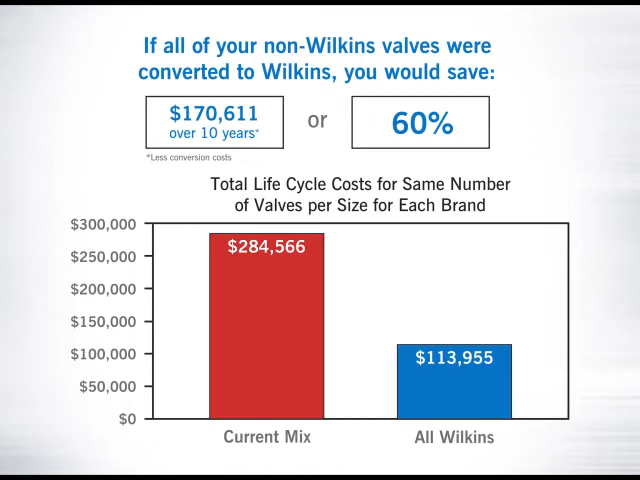 If all of your non-Wilkins valves were
converted to Wilkins, you would save:
$170,611
over 10 years*
or
60%
*Less conversion costs
Total Life Cycle Costs for Same Number
of Valves per Size for Each Brand
$300,000
$250,000
$200,000
$150,000
$100,000
$50,000
$0
$284,566
$113,955
Current Mix
All Wilkins